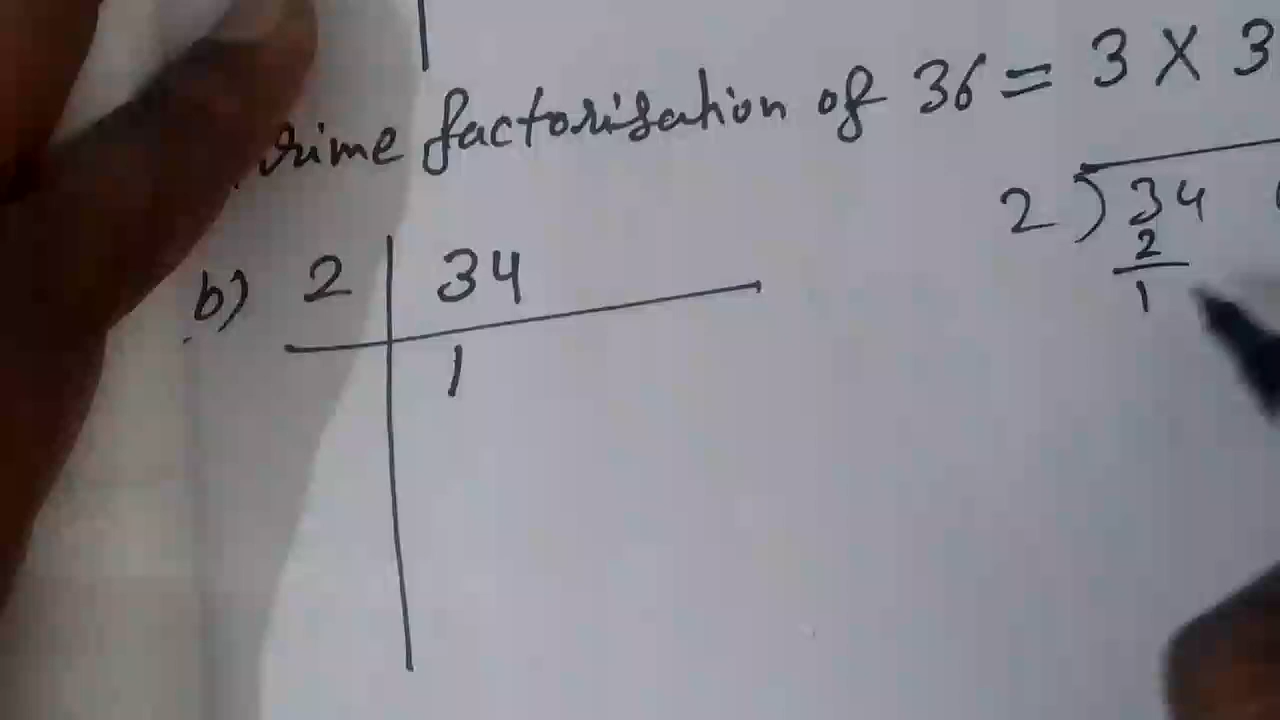 rime factorisation of 36 = 3 X 3
2 ) 34
2
1
b) 2 | 34
1